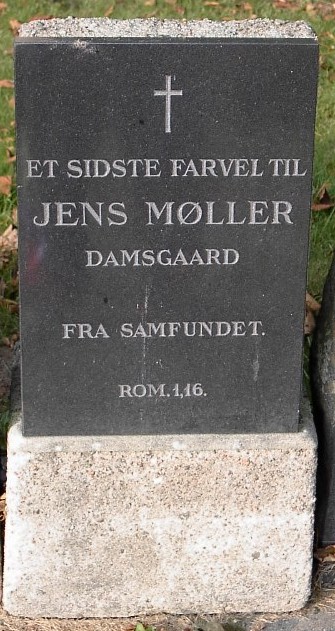 ET SIDSTE FARVEL TIL
JENS MØLLER
DAMSGAARD
FRA SAMFUNDET.
ROM. 1,16.